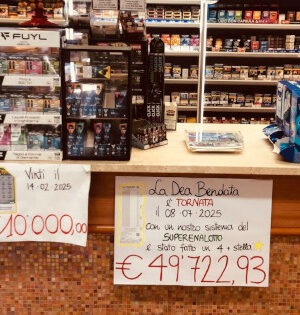 FUYL
Vinti il
14-02-2025
10'000,00
La Dea Bendata
è TORNATA
il 08-07-2025
con un nostro sistema del
SUPERENALOTTO
è stato fatto un 4 + stella
€ 49'722,93